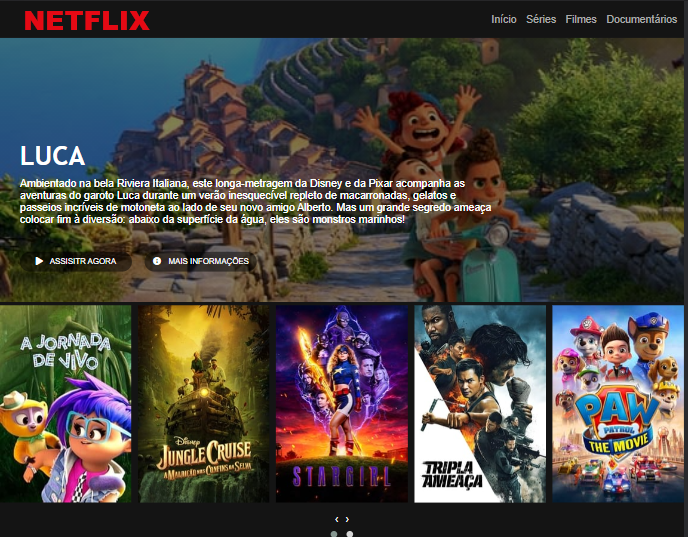 NETFLIX
Início Séries Filmes Documentários
LUCA
Ambientado na bela Riviera Italiana, este longa-metragem da Disney e da Pixar acompanha as
aventuras do garoto Luca durante um verão inesquecível repleto de macarronadas, gelatos e
passeios incríveis de motoneta ao lado de seu novo amigo Alberto. Mas um grande segredo ameaça
colocar fim à diversão: abaixo da superfície da água, eles são monstros marinhos!
ASSISITR AGORA MAIS INFORMAÇÕES
A JORNADA
DE VIVO
Disney
JUNGLE CRUISE
A MALDIÇÃO NOS CONFINS DA SELVA
STARGIRL
TRIPLA
AMEAÇA
PAW
PATROL
THE MOVIE
‹ ›